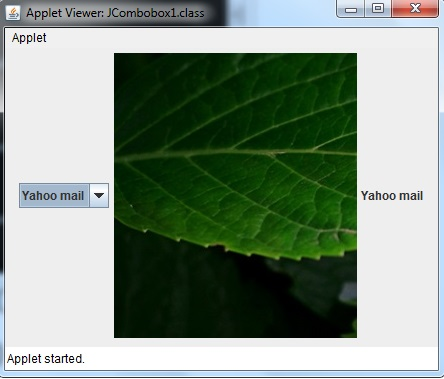 Applet Viewer: JCombobox1.class
Applet
Yahoo mail
Yahoo mail
Applet started.